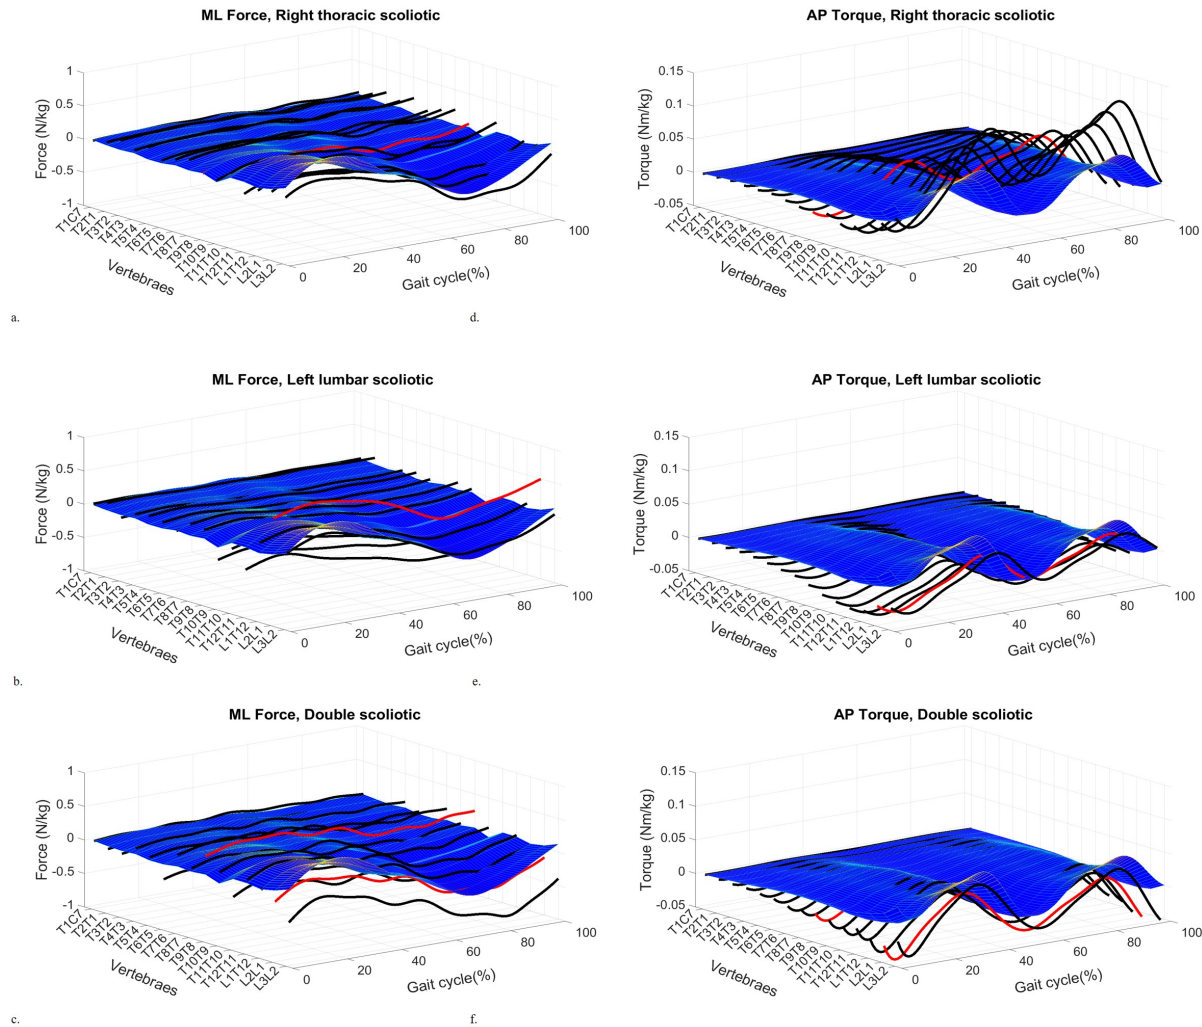 ML Force, Right thoracic scoliotic
Force (N/kg)
1
0.5
0
-0.5
-1
T1C7
T2T1
T3T2
T4T3
T5T4
T6T5
T7T6
T8T7
T9T8
T10T9
T11T10
T12T11
L1T12
L2L1
L3L2
Vertebraes
0
20
40
60
80
100
Gait cycle(%)
a.
AP Torque, Right thoracic scoliotic
Torque (Nm/kg)
0.15
0.1
0.05
0
-0.05
T1C7
T2T1
T3T2
T4T3
T5T4
T6T5
T7T6
T8T7
T9T8
T10T9
T11T10
T12T11
L1T12
L2L1
L3L2
Vertebraes
0
20
40
60
80
100
Gait cycle(%)
d.
ML Force, Left lumbar scoliotic
Force (N/kg)
1
0.5
0
-0.5
-1
T1C7
T2T1
T3T2
T4T3
T5T4
T6T5
T7T6
T8T7
T9T8
T10T9
T11T10
T12T11
L1T12
L2L1
L3L2
Vertebraes
0
20
40
60
80
100
Gait cycle(%)
b.
AP Torque, Left lumbar scoliotic
Torque (Nm/kg)
0.15
0.1
0.05
0
-0.05
T1C7
T2T1
T3T2
T4T3
T5T4
T6T5
T7T6
T8T7
T9T8
T10T9
T11T10
T12T11
L1T12
L2L1
L3L2
Vertebraes
0
20
40
60
80
100
Gait cycle(%)
e.
ML Force, Double scoliotic
Force (N/kg)
1
0.5
0
-0.5
-1
T1C7
T2T1
T3T2
T4T3
T5T4
T6T5
T7T6
T8T7
T9T8
T10T9
T11T10
T12T11
L1T12
L2L1
L3L2
Vertebraes
0
20
40
60
80
100
Gait cycle(%)
c.
AP Torque, Double scoliotic
Torque (Nm/kg)
0.15
0.1
0.05
0
-0.05
T1C7
T2T1
T3T2
T4T3
T5T4
T6T5
T7T6
T8T7
T9T8
T10T9
T11T10
T12T11
L1T12
L2L1
L3L2
Vertebraes
0
20
40
60
80
100
Gait cycle(%)
f.